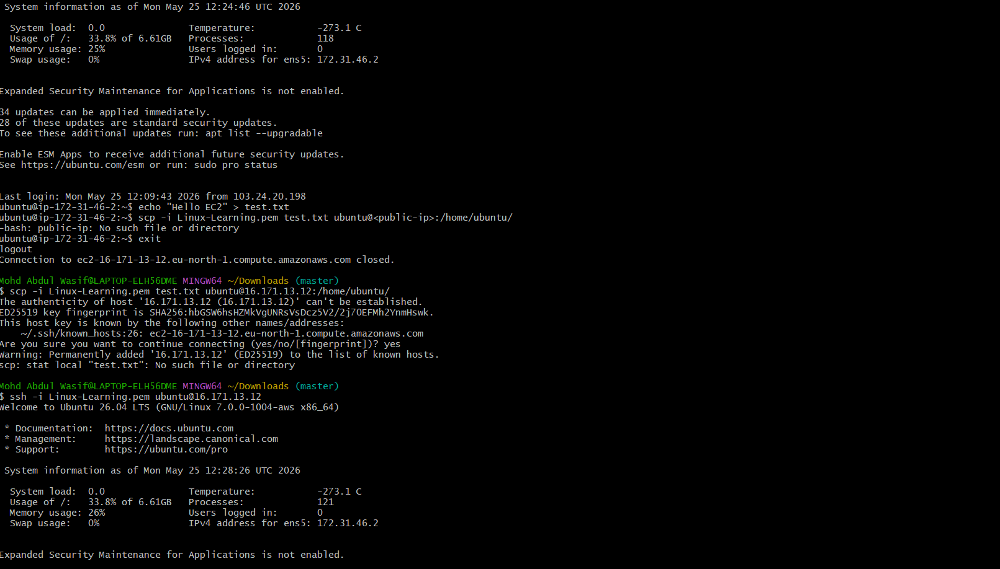 System information as of Mon May 25 12:24:46 UTC 2026
System load: 0.0 Temperature: -273.1 C
Usage of /: 33.8% of 6.61GB Processes: 118
Memory usage: 25% Users logged in: 0
Swap usage: 0% IPv4 address for ens5: 172.31.46.2
Expanded Security Maintenance for Applications is not enabled.
34 updates can be applied immediately.
28 of these updates are standard security updates.
To see these additional updates run: apt list --upgradable
Enable ESM Apps to receive additional future security updates.
See https://ubuntu.com/esm or run: sudo pro status
Last login: Mon May 25 12:09:43 2026 from 103.24.20.198
ubuntu@ip-172-31-46-2:~$ echo "Hello EC2" > test.txt
ubuntu@ip-172-31-46-2:~$ scp -i Linux-Learning.pem test.txt ubuntu@<public-ip>:/home/ubuntu/
-bash: public-ip: No such file or directory
ubuntu@ip-172-31-46-2:~$ exit
logout
Connection to ec2-16-171-13-12.eu-north-1.compute.amazonaws.com closed.
Mohd Abdul Wasif@LAPTOP-ELH56DME MINGW64 ~/Downloads (master)
$ scp -i Linux-Learning.pem test.txt ubuntu@16.171.13.12:/home/ubuntu/
The authenticity of host '16.171.13.12 (16.171.13.12)' can't be established.
ED25519 key fingerprint is SHA256:hbGSW6hsHZMkVgUNRsVsDcz5V2/2j7OEFMh2YnmHswk.
This host key is known by the following other names/addresses:
~/.ssh/known_hosts:26: ec2-16-171-13-12.eu-north-1.compute.amazonaws.com
Are you sure you want to continue connecting (yes/no/[fingerprint])? yes
Warning: Permanently added '16.171.13.12' (ED25519) to the list of known hosts.
scp: stat local "test.txt": No such file or directory
Mohd Abdul Wasif@LAPTOP-ELH56DME MINGW64 ~/Downloads (master)
$ ssh -i Linux-Learning.pem ubuntu@16.171.13.12
Welcome to Ubuntu 26.04 LTS (GNU/Linux 7.0.0-1004-aws x86_64)
* Documentation: https://docs.ubuntu.com
* Management: https://landscape.canonical.com
* Support: https://ubuntu.com/pro
System information as of Mon May 25 12:28:26 UTC 2026
System load: 0.0 Temperature: -273.1 C
Usage of /: 33.8% of 6.61GB Processes: 121
Memory usage: 26% Users logged in: 0
Swap usage: 0% IPv4 address for ens5: 172.31.46.2
Expanded Security Maintenance for Applications is not enabled.